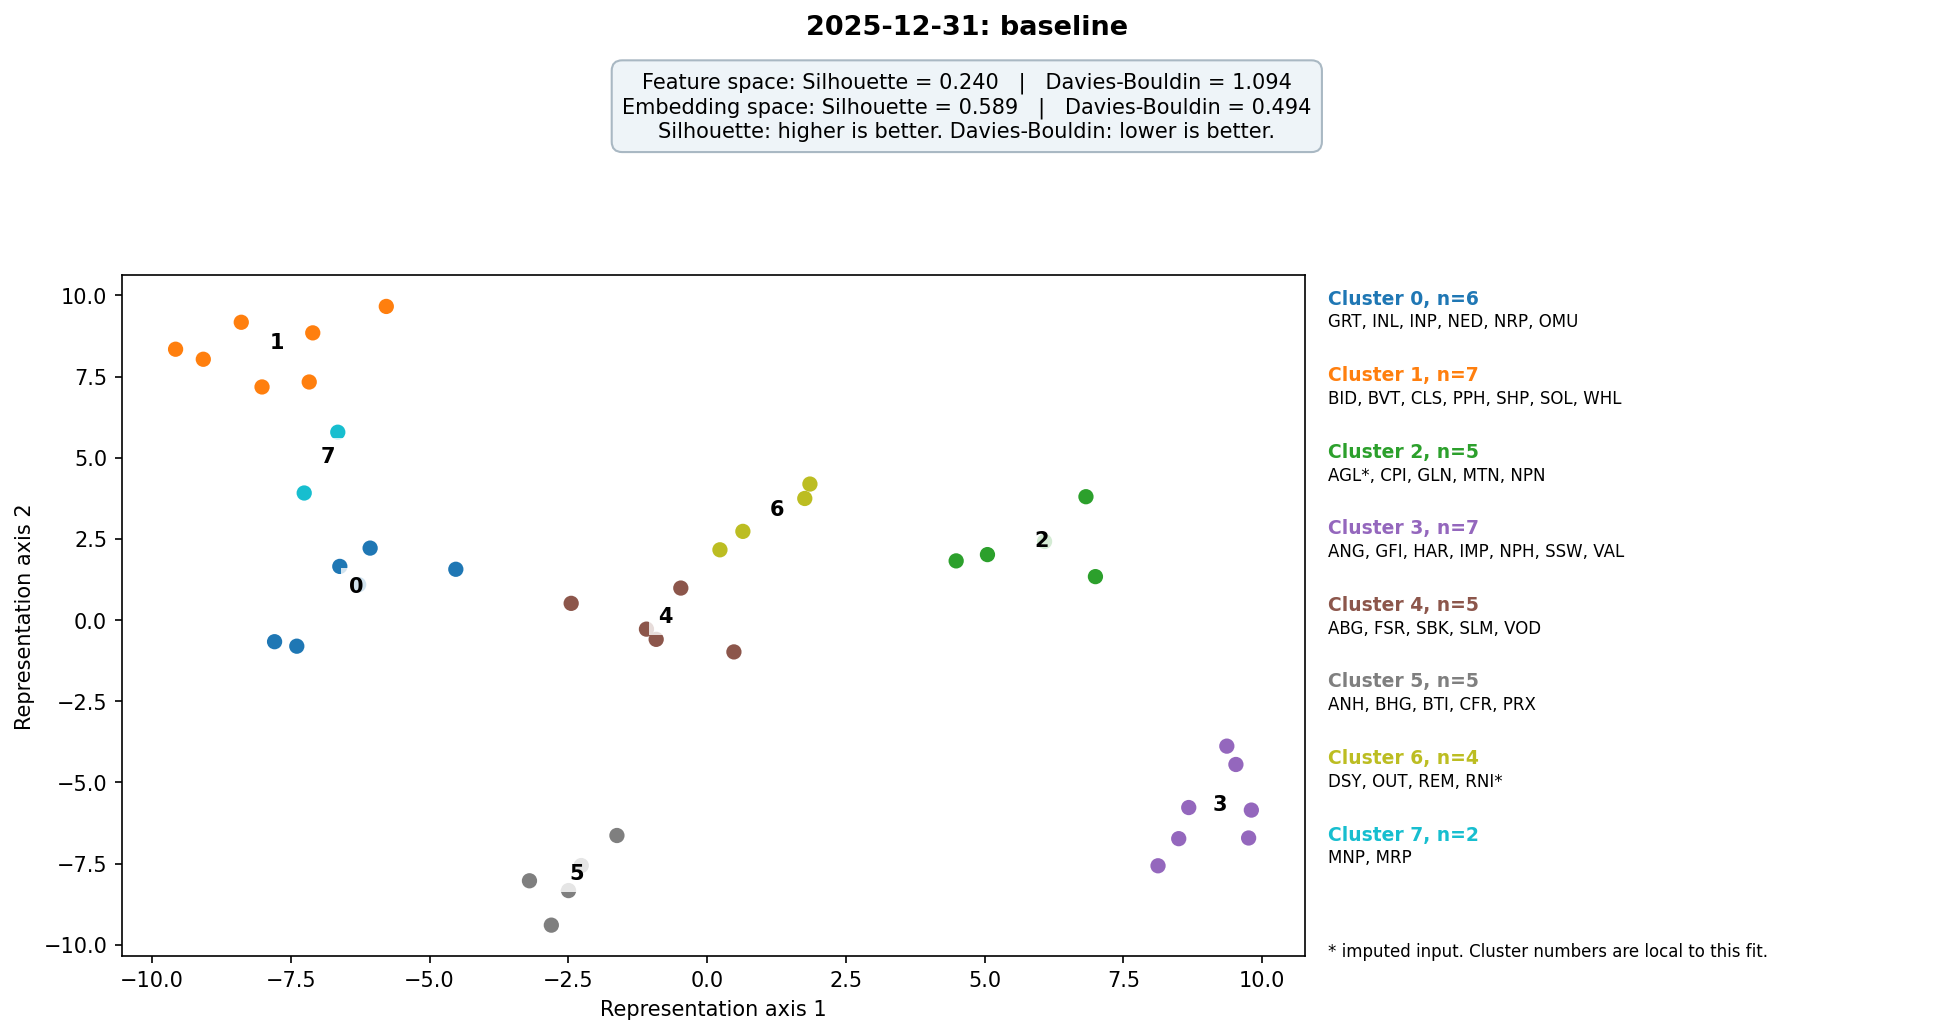 2025-12-31: baseline
Feature space: Silhouette = 0.240   |   Davies-Bouldin = 1.094
Embedding space: Silhouette = 0.589   |   Davies-Bouldin = 0.494
Silhouette: higher is better. Davies-Bouldin: lower is better.
Representation axis 2
10.0
7.5
5.0
2.5
0.0
−2.5
−5.0
−7.5
−10.0
1
7
6
2
0
4
3
5
−10.0 −7.5 −5.0 −2.5 0.0 2.5 5.0 7.5 10.0
Representation axis 1
Cluster 0, n=6
GRT, INL, INP, NED, NRP, OMU
Cluster 1, n=7
BID, BVT, CLS, PPH, SHP, SOL, WHL
Cluster 2, n=5
AGL*, CPI, GLN, MTN, NPN
Cluster 3, n=7
ANG, GFI, HAR, IMP, NPH, SSW, VAL
Cluster 4, n=5
ABG, FSR, SBK, SLM, VOD
Cluster 5, n=5
ANH, BHG, BTI, CFR, PRX
Cluster 6, n=4
DSY, OUT, REM, RNI*
Cluster 7, n=2
MNP, MRP
* imputed input. Cluster numbers are local to this fit.